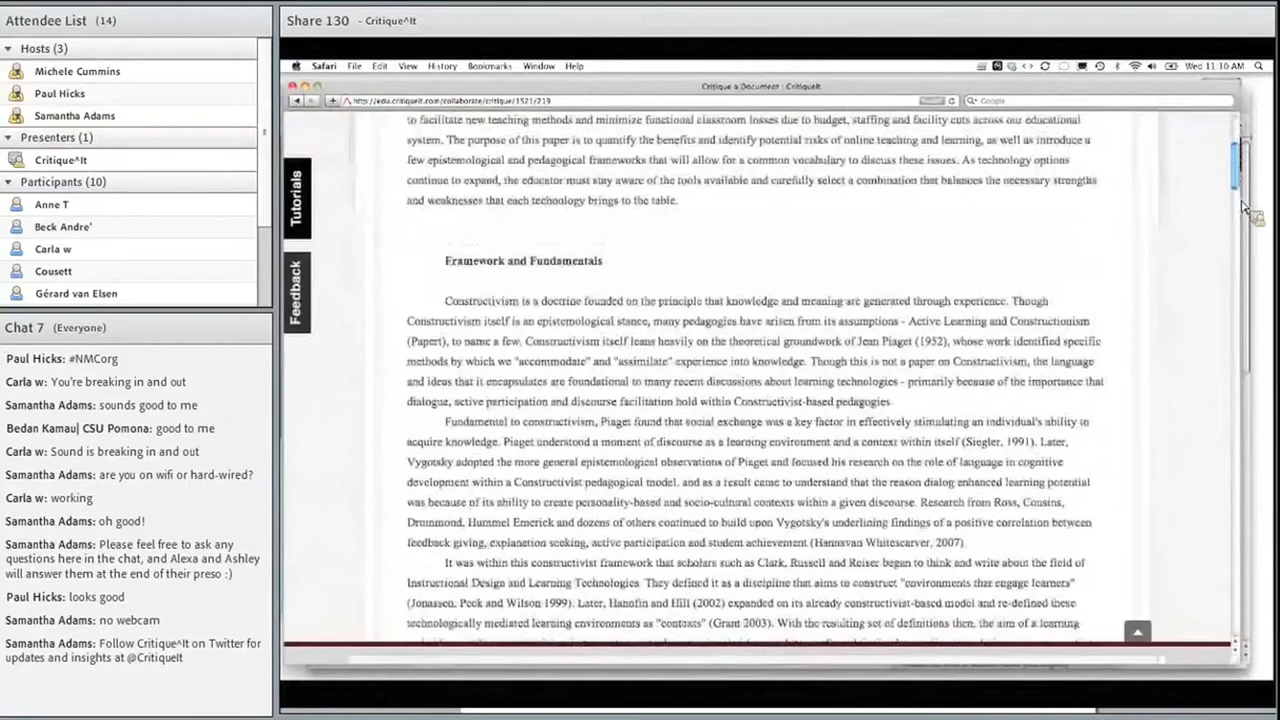 Attendee List (14)
Hosts (3)
Michele Cummins
Paul Hicks
Samantha Adams
Presenters (1)
Critique^It
Participants (10)
Anne T
Beck Andre'
Carla w
Cousett
Gérard van Elsen
Chat 7 (Everyone)
Paul Hicks: #NMCorg
Carla w: You're breaking in and out
Samantha Adams: sounds good to me
Bedan Kamau| CSU Pomona: good to me
Carla w: Sound is breaking in and out
Samantha Adams: are you on wifi or hard-wired?
Carla w: working
Samantha Adams: oh good!
Samantha Adams: Please feel free to ask any
questions here in the chat, and Alexa and Ashley
will answer them at the end of their preso :)
Paul Hicks: looks good
Samantha Adams: no webcam
Samantha Adams: Follow Critique^It on Twitter for
updates and insights at @CritiqueIt
Share 130 - Critique^It
Safari File Edit View History Bookmarks Window Help
Wed 11:10 AM
Critique a Document : CritiqueIt
http://edu.critiqueit.com/collaborate/critique/1521/219
Google
Tutorials
Feedback
to facilitate new teaching methods and minimize functional classroom losses due to budget, staffing and facility cuts across our educational
system. The purpose of this paper is to quantify the benefits and identify potential risks of online teaching and learning, as well as introduce a
few epistemological and pedagogical frameworks that will allow for a common vocabulary to discuss these issues. As technology options
continue to expand, the educator must stay aware of the tools available and carefully select a combination that balances the necessary strengths
and weaknesses that each technology brings to the table.
Framework and Fundamentals
Constructivism is a doctrine founded on the principle that knowledge and meaning are generated through experience. Though
Constructivism itself is an epistemological stance, many pedagogies have arisen from its assumptions - Active Learning and Constructionism
(Papert), to name a few. Constructivism itself leans heavily on the theoretical groundwork of Jean Piaget (1952), whose work identified specific
methods by which we "accommodate" and "assimilate" experience into knowledge. Though this is not a paper on Constructivism, the language
and ideas that it encapsulates are foundational to many recent discussions about learning technologies - primarily because of the importance that
dialogue, active participation and discourse facilitation hold within Constructivist-based pedagogies.
Fundamental to constructivism, Piaget found that social exchange was a key factor in effectively stimulating an individual's ability to
acquire knowledge. Piaget understood a moment of discourse as a learning environment and a context within itself (Siegler, 1991). Later,
Vygotsky adopted the more general epistemological observations of Piaget and focused his research on the role of language in cognitive
development within a Constructivist pedagogical model, and as a result came to understand that the reason dialog enhanced learning potential
was because of its ability to create personality-based and socio-cultural contexts within a given discourse. Research from Ross, Cousins,
Drummond, Hummel Emerick and dozens of others continued to build upon Vygotsky's underlining findings of a positive correlation between
feedback giving, explanation seeking, active participation and student achievement (Hannavan Whitescarver, 2007)
It was within this constructivist framework that scholars such as Clark, Russell and Reiser began to think and write about the field of
Instructional Design and Learning Technologies. They defined it as a discipline that aims to construct "environments that engage learners"
(Jonassen, Peck and Wilson 1999). Later, Hanafin and Hill (2002) expanded on its already constructivist-based model and re-defined these
technologically mediated learning environments as "contexts" (Grant 2003). With the resulting set of definitions then, the aim of a learning